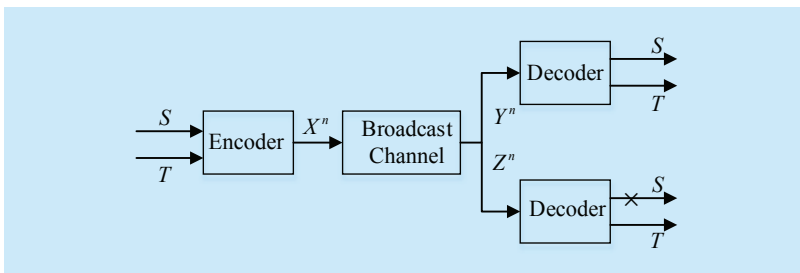 S
T
Encoder
X^n
Broadcast
Channel
Y^n
Z^n
Decoder
S
T
Decoder
S
T